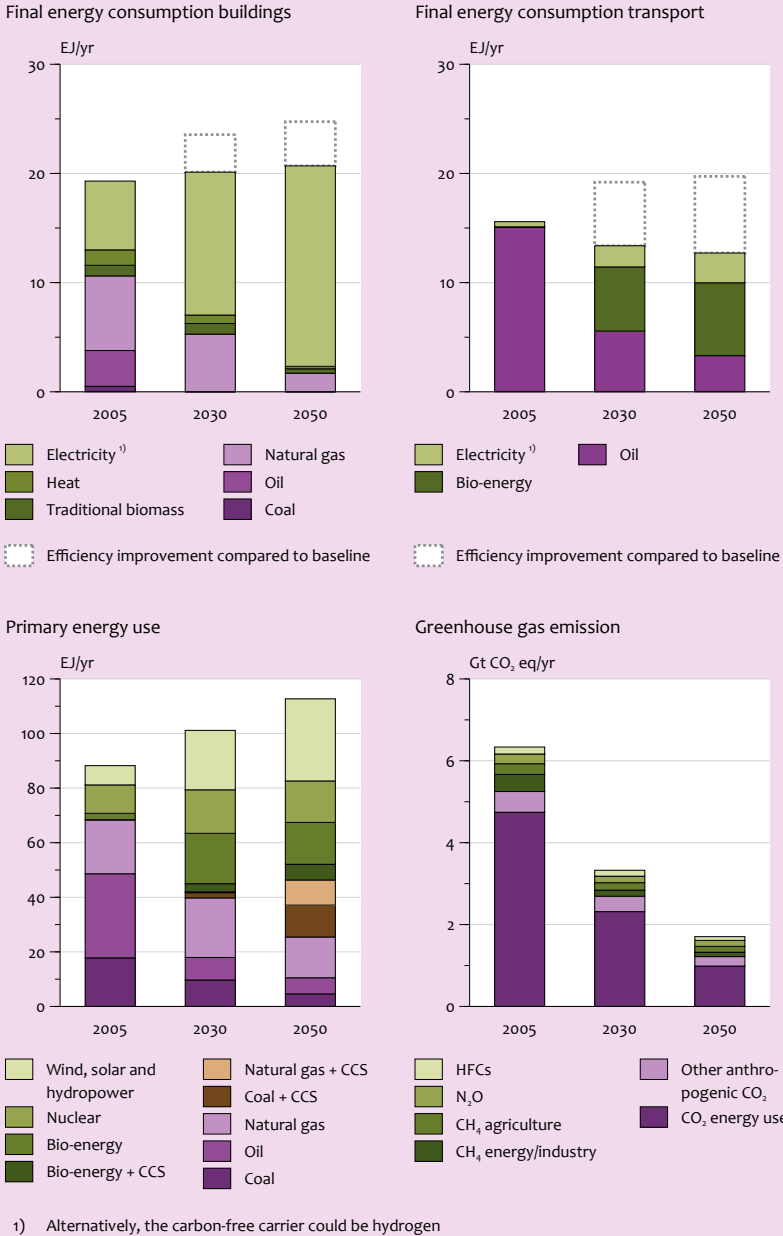 Final energy consumption buildings
EJ/yr
30
20
10
0
2005
2030
2050
Electricity ¹⁾
Heat
Traditional biomass
Natural gas
Oil
Coal
Efficiency improvement compared to baseline
Final energy consumption transport
EJ/yr
30
20
10
0
2005
2030
2050
Electricity ¹⁾
Bio-energy
Oil
Efficiency improvement compared to baseline
Primary energy use
EJ/yr
120
100
80
60
40
20
0
2005
2030
2050
Wind, solar and
hydropower
Nuclear
Bio-energy
Bio-energy + CCS
Natural gas + CCS
Coal + CCS
Natural gas
Oil
Coal
Greenhouse gas emission
Gt CO₂ eq/yr
8
6
4
2
0
2005
2030
2050
HFCs
N₂O
CH₄ agriculture
CH₄ energy/industry
Other anthro-
pogenic CO₂
CO₂ energy use
1) Alternatively, the carbon-free carrier could be hydrogen